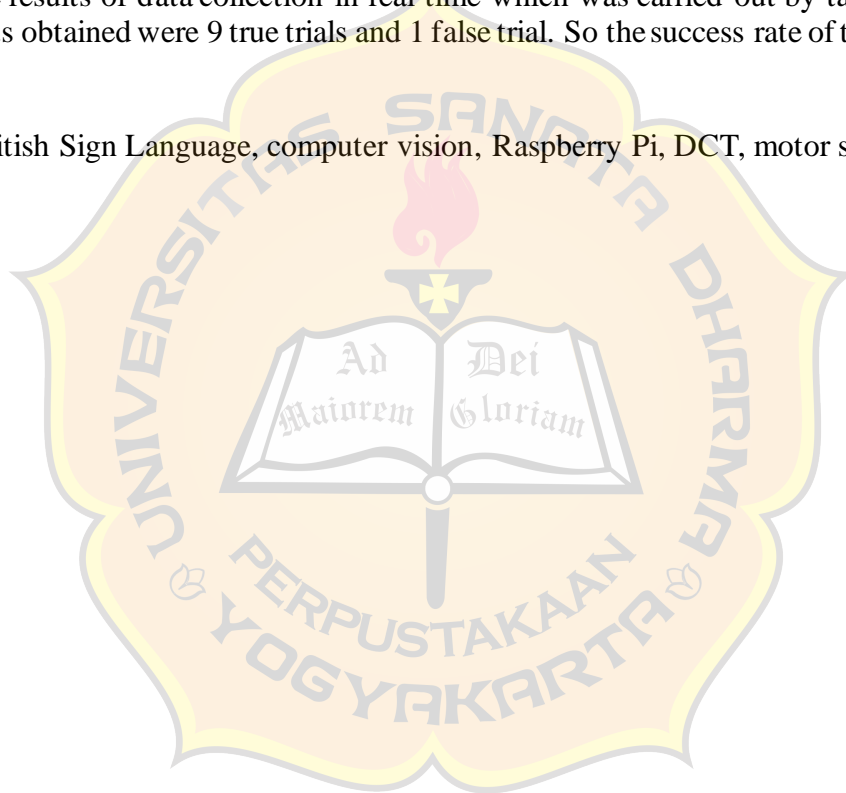 results of data collection in real time which was carried out by
s obtained were 9 true trials and 1 false trial. So the success rate of
itish Sign Language, computer vision, Raspberry Pi, DCT, motor s
UNIVERSITAS SANATA DHARMA
Ad Dei
Maiorem Gloriam
PERPUSTAKAAN
YOGYAKARTA